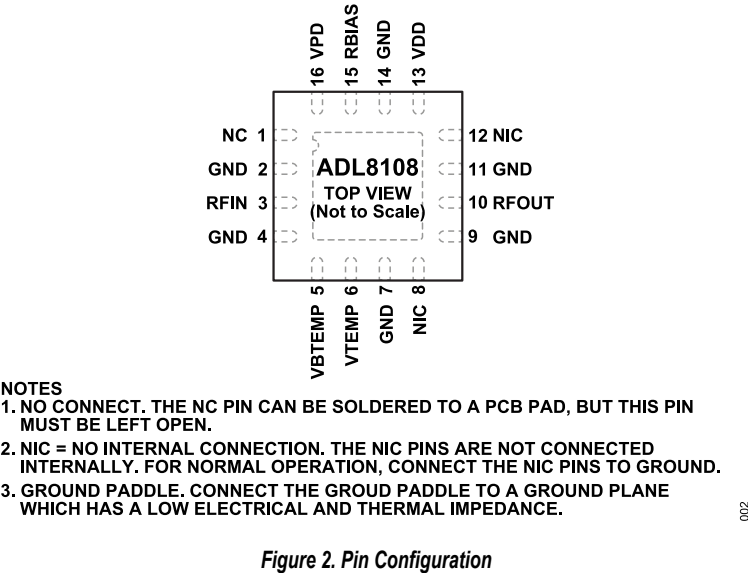 16 VPD
15 RBIAS
14 GND
13 VDD
NC 1
GND 2
RFIN 3
GND 4
ADL8108
TOP VIEW
(Not to Scale)
12 NIC
11 GND
10 RFOUT
9 GND
VBTEMP 5
VTEMP 6
GND 7
NIC 8
NOTES
1. NO CONNECT. THE NC PIN CAN BE SOLDERED TO A PCB PAD, BUT THIS PIN
MUST BE LEFT OPEN.
2. NIC = NO INTERNAL CONNECTION. THE NIC PINS ARE NOT CONNECTED
INTERNALLY. FOR NORMAL OPERATION, CONNECT THE NIC PINS TO GROUND.
3. GROUND PADDLE. CONNECT THE GROUD PADDLE TO A GROUND PLANE
WHICH HAS A LOW ELECTRICAL AND THERMAL IMPEDANCE.
002
Figure 2. Pin Configuration